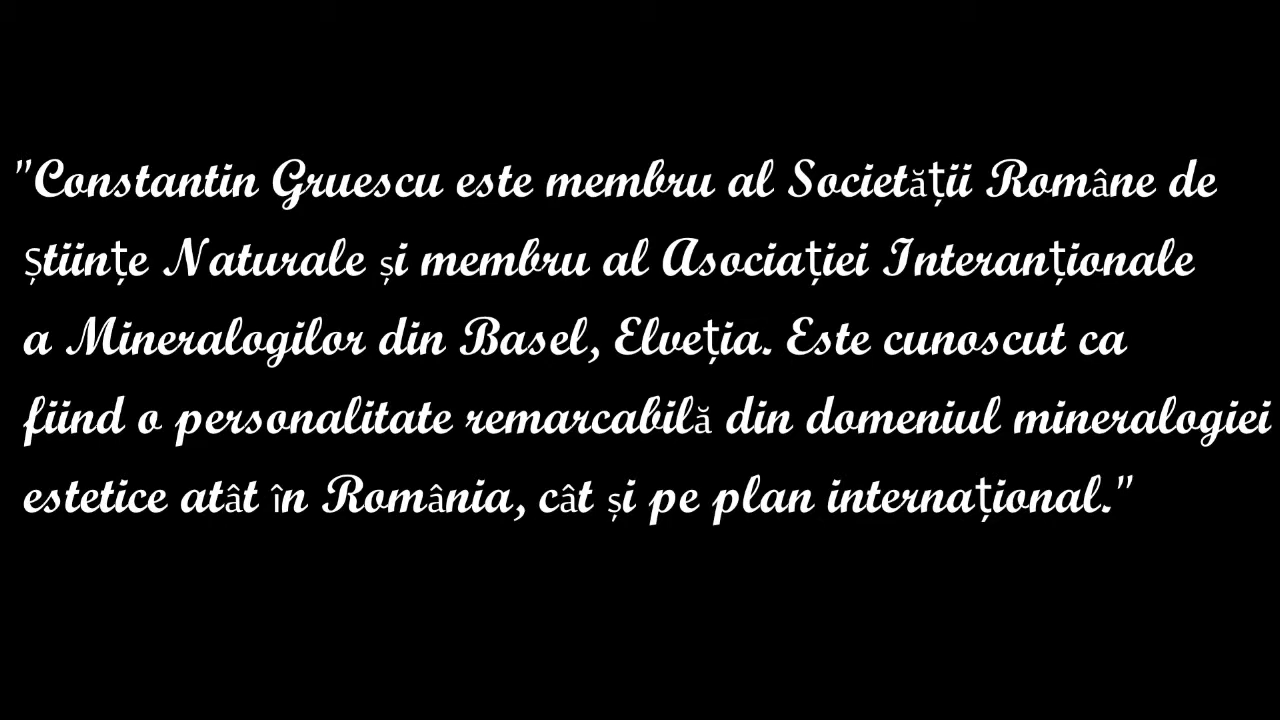 "Constantin Gruescu este membru al Societății Române de
Științe Naturale și membru al Asociației Interanționale
a Mineralogilor din Basel, Elveția. Este cunoscut ca
fiind o personalitate remarcabilă din domeniul mineralogiei
estetice atât în România, cât și pe plan internațional."